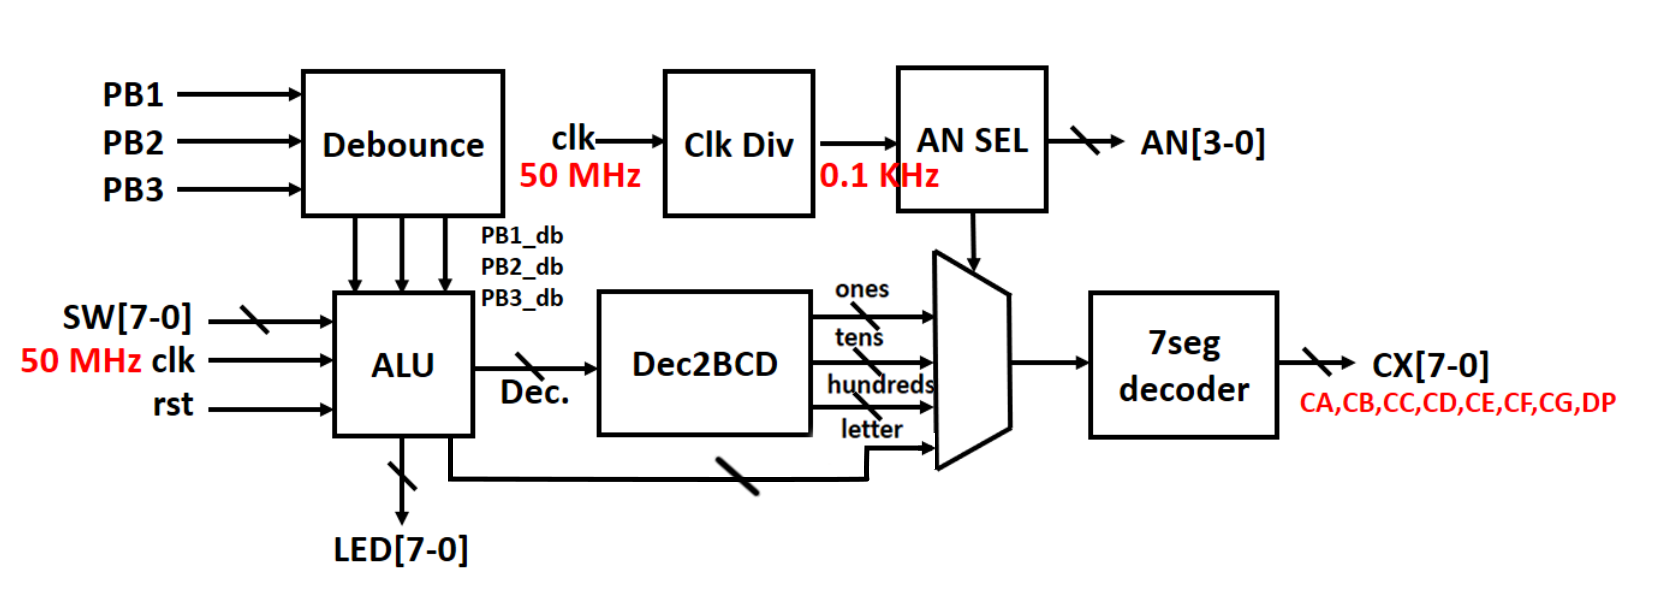 PB1
PB2
PB3
Debounce
clk
50 MHz
Clk Div
0.1 KHz
AN SEL
AN[3-0]
PB1_db
PB2_db
PB3_db
SW[7-0]
50 MHz clk
rst
ALU
Dec.
Dec2BCD
ones
tens
hundreds
letter
7seg
decoder
CX[7-0]
CA,CB,CC,CD,CE,CF,CG,DP
LED[7-0]